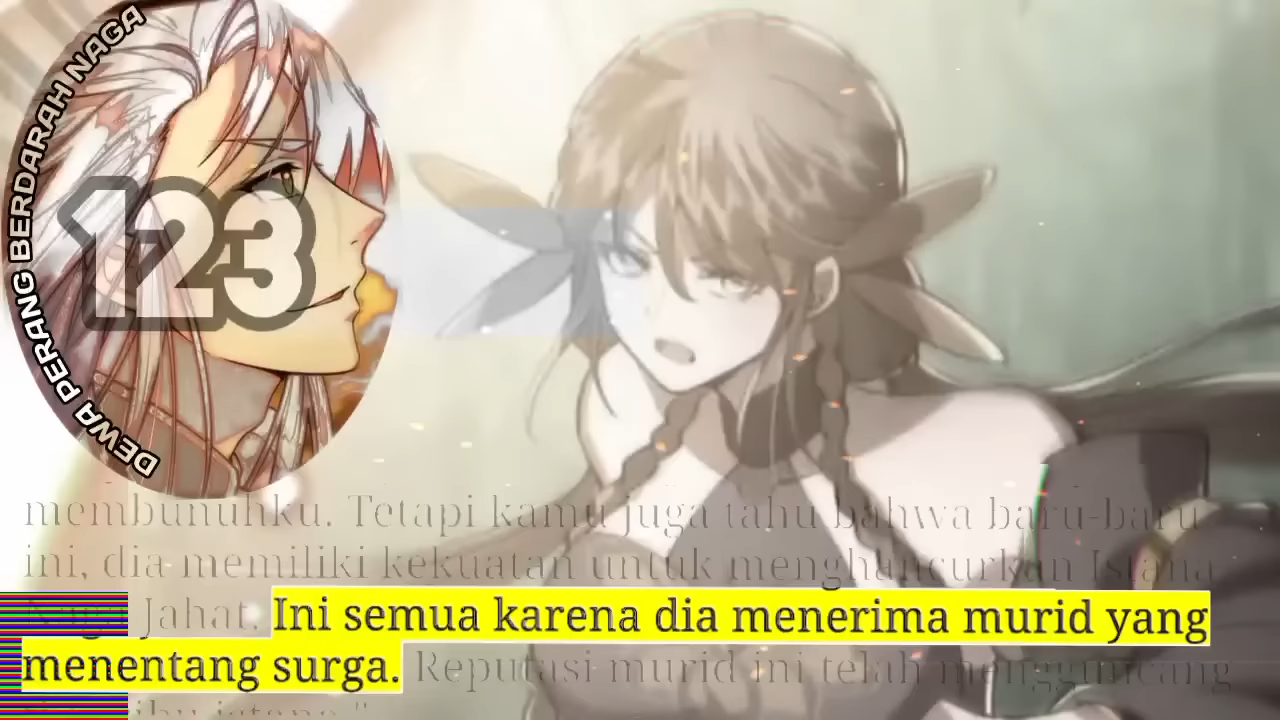 DEWA PERANG BERDARAH NAGA
123
membunuhku. Tetapi kamu juga tahu bahwa baru-baru
ini, dia memiliki kekuatan untuk menghancurkan Istana
Naga Jahat. Ini semua karena dia menerima murid yang
menentang surga. Reputasi murid ini telah mengguncang
istana."